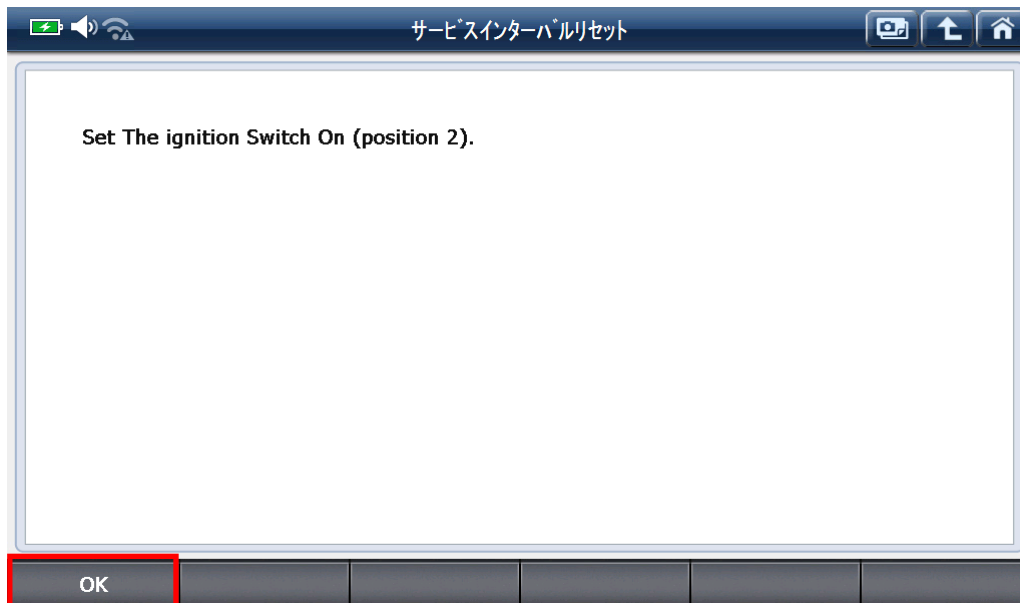 サービスインターバルリセット
Set The ignition Switch On (position 2).
OK